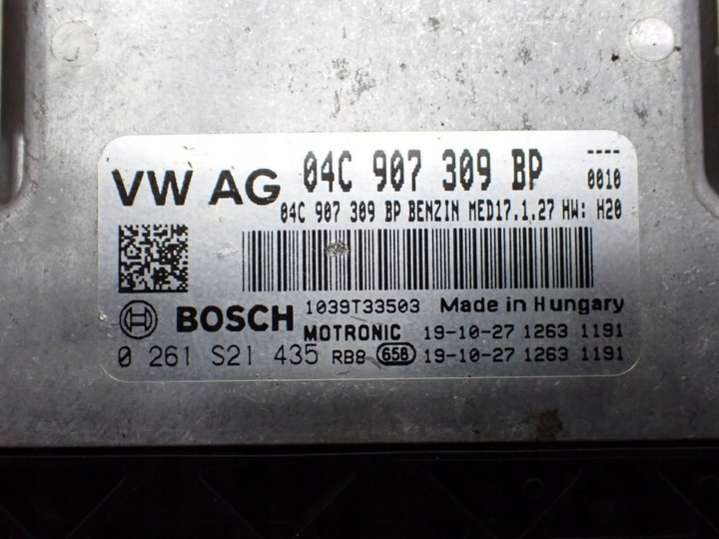 VW AG 04C 907 309 BP ----
0010
04C 907 309 BP BENZIN MED17.1.27 HW: H20
BOSCH 1039T33503 Made in Hungary
MOTRONIC 19-10-27 1263 1191
0 261 S21 435 RB8 658 19-10-27 1263 1191